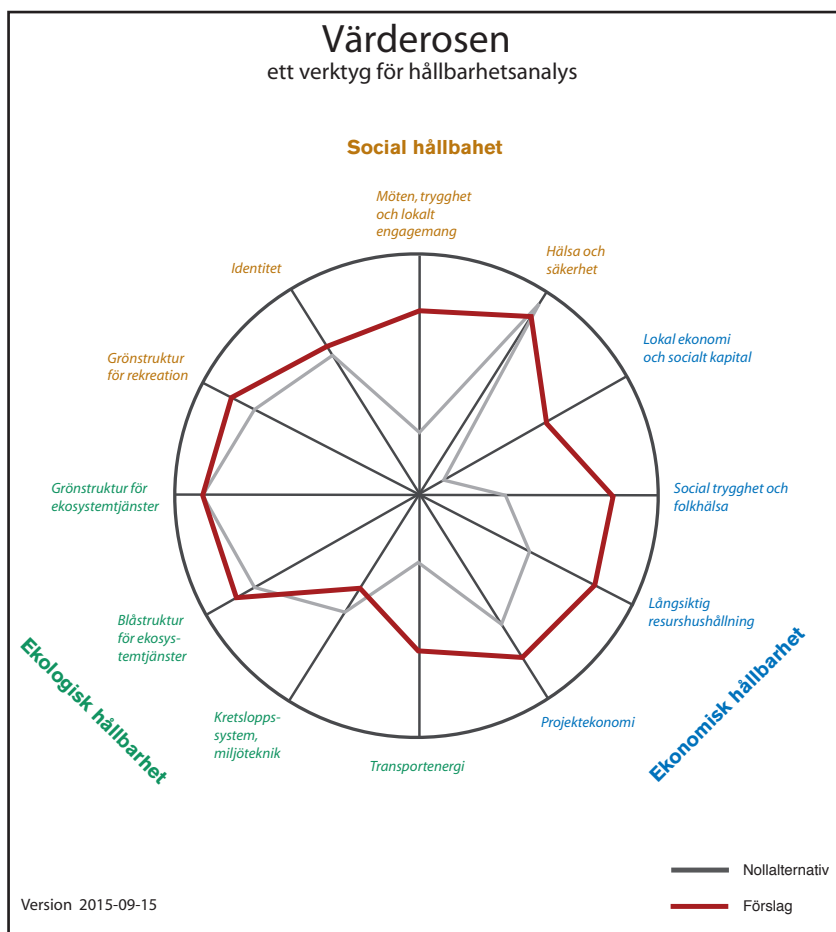 Värderosen
ett verktyg för hållbarhetsanalys
Social hållbahet
Möten, trygghet
och lokalt
engagemang
Hälsa och
säkerhet
Identitet
Lokal ekonomi
och socialt kapital
Grönstruktur
för rekreation
Grönstruktur för
ekosystemtjänster
Social trygghet och
folkhälsa
Blåstruktur
för ekosys-
temtjänster
Långsiktig
resurshushållning
Ekologisk hållbarhet
Ekonomisk hållbarhet
Kretslopps-
system,
miljöteknik
Projektekonomi
Transportenergi
Nollalternativ
Förslag
Version 2015-09-15